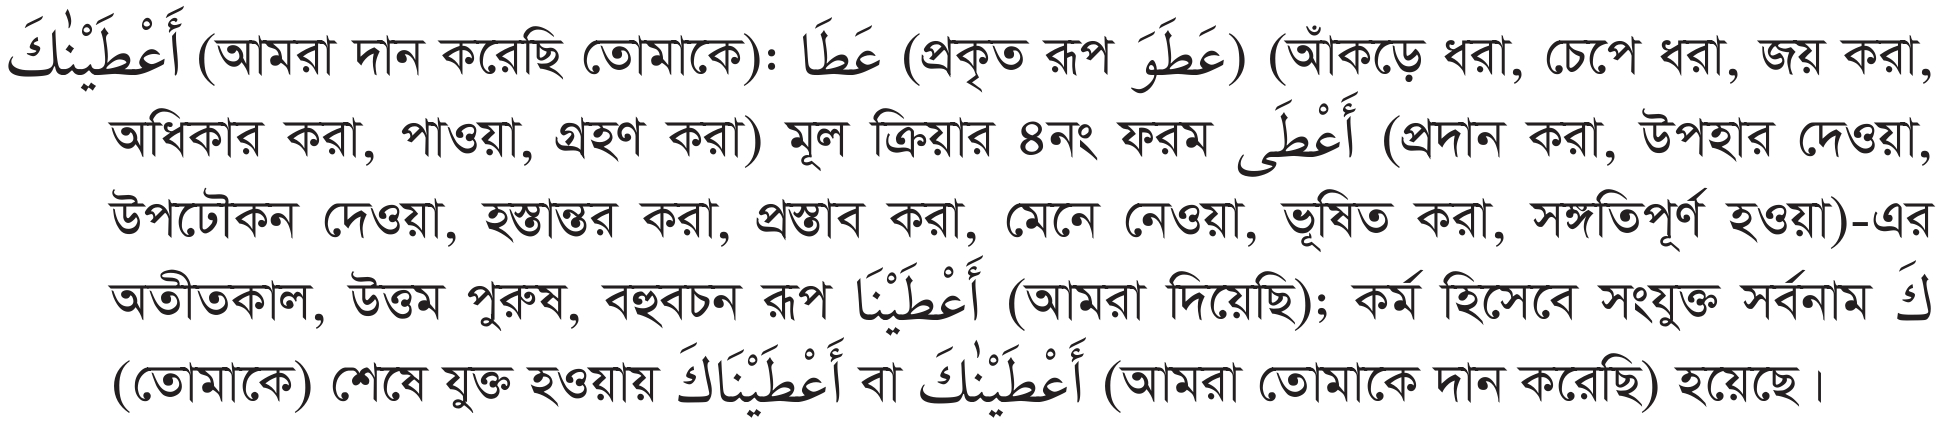 أَعْطَيْنٰكَ (আমরা দান করেছি তোমাকে): عَطَا (প্রকৃত রূপ عَطَوَ) (আঁকড়ে ধরা, চেপে ধরা, জয় করা,
অধিকার করা, পাওয়া, গ্রহণ করা) মূল ক্রিয়ার ৪নং ফরম أَعْطَى (প্রদান করা, উপহার দেওয়া,
উপঢৌকন দেওয়া, হস্তান্তর করা, প্রস্তাব করা, মেনে নেওয়া, ভূষিত করা, সঙ্গতিপূর্ণ হওয়া)-এর
অতীতকাল, উত্তম পুরুষ, বহুবচন রূপ أَعْطَيْنَا (আমরা দিয়েছি); কর্ম হিসেবে সংযুক্ত সর্বনাম كَ
(তোমাকে) শেষে যুক্ত হওয়ায় أَعْطَيْنَاكَ বা أَعْطَيْنٰكَ (আমরা তোমাকে দান করেছি) হয়েছে।